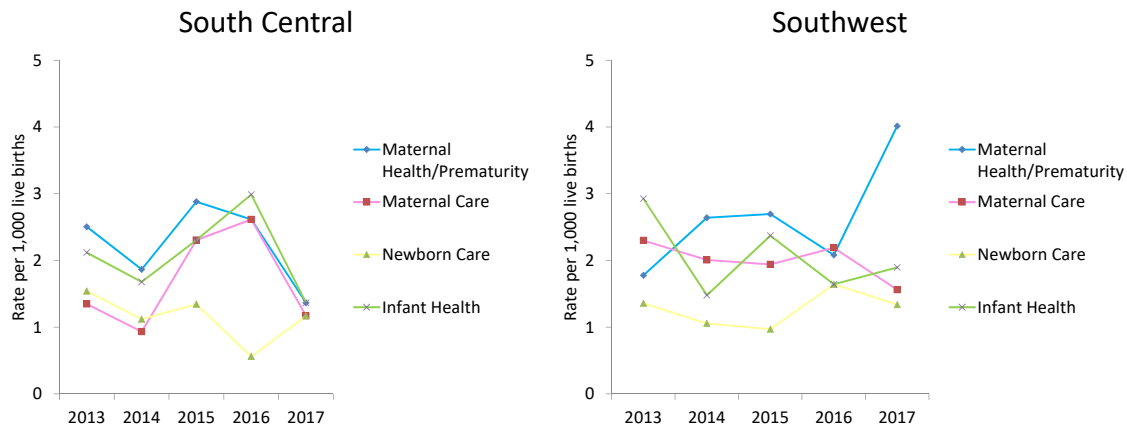 South Central
Rate per 1,000 live births
5
4
3
2
1
0
2013 2014 2015 2016 2017
Maternal
Health/Prematurity
Maternal Care
Newborn Care
Infant Health
Southwest
Rate per 1,000 live births
5
4
3
2
1
0
2013 2014 2015 2016 2017
Maternal
Health/Prematurity
Maternal Care
Newborn Care
Infant Health